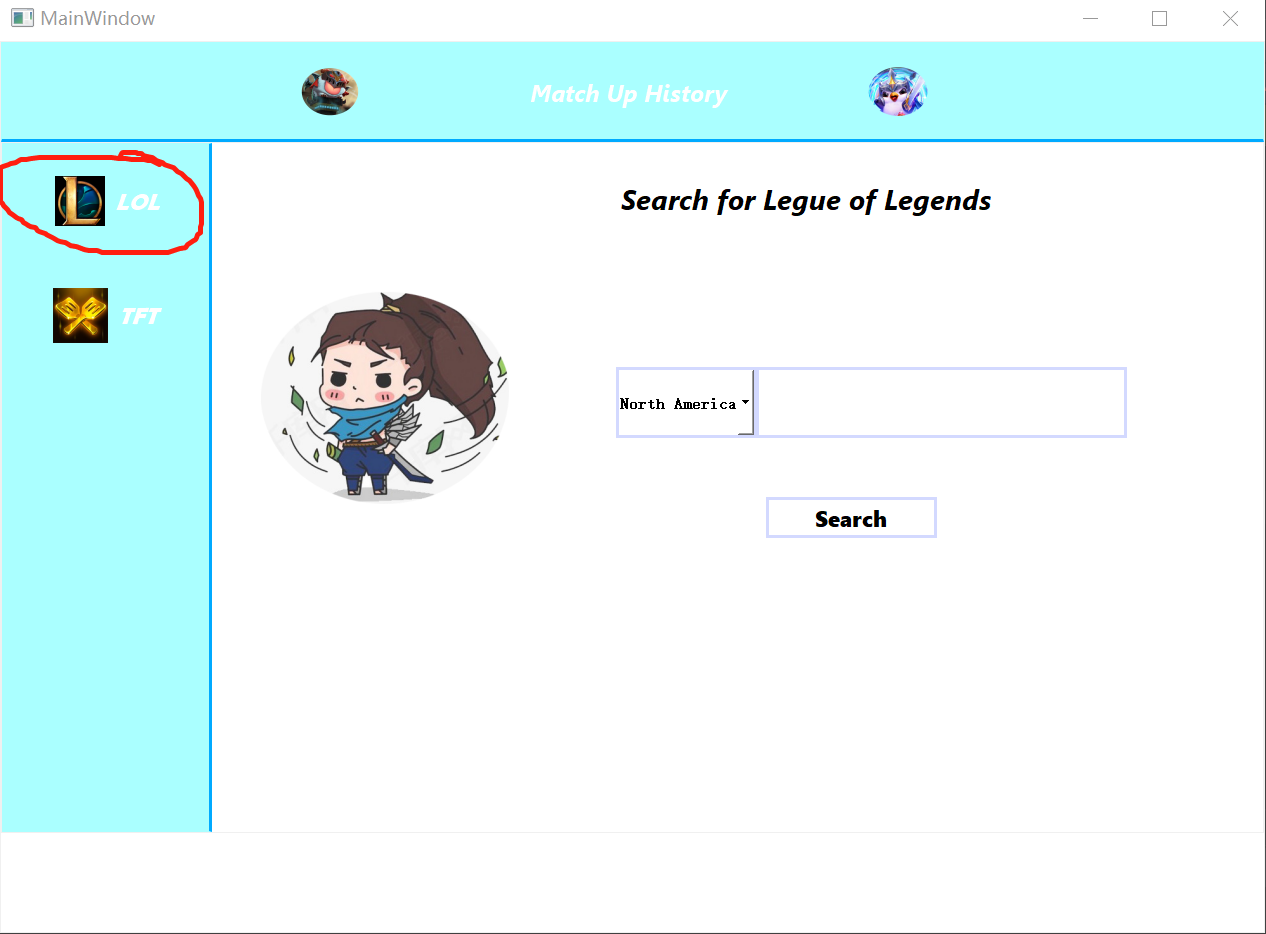 MainWindow
Match Up History
LOL
TFT
Search for Legue of Legends
North America
Search